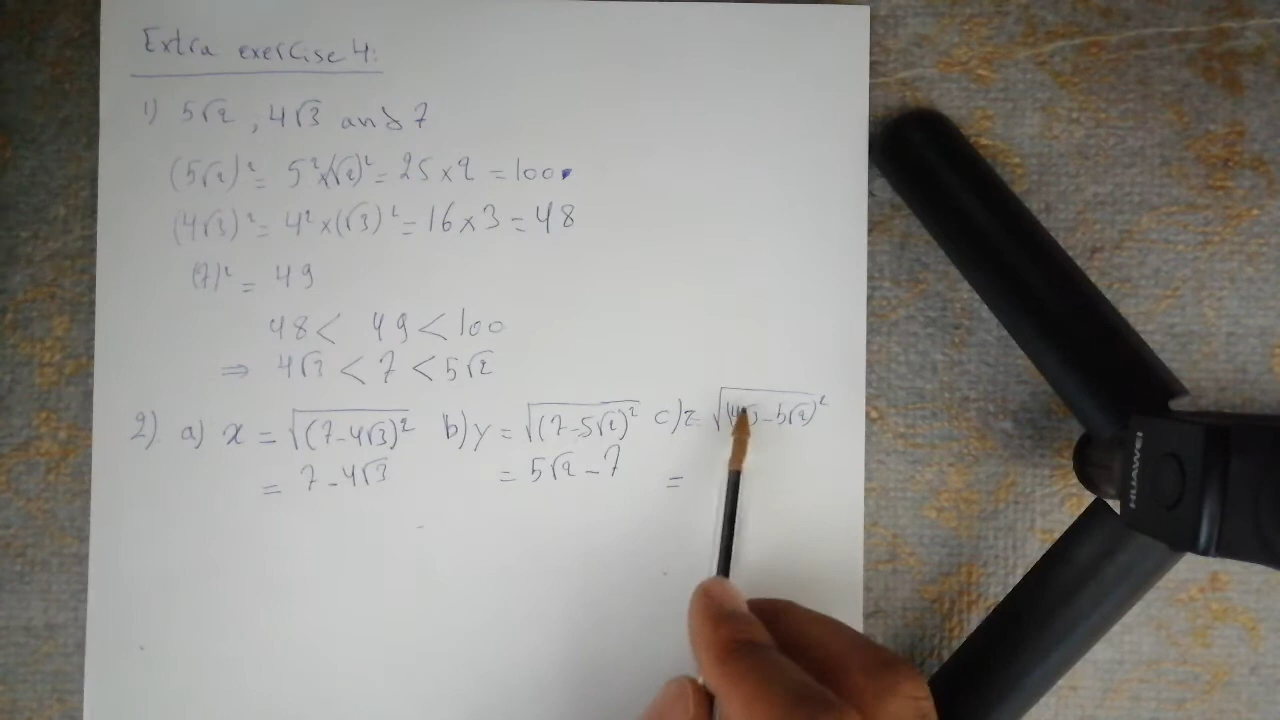 Extra exercise 4:
1) 5√2 , 4√3 and 7
(5√2)² = 5²×(√2)² = 25 × 2 = 100
(4√3)² = 4² × (√3)² = 16 × 3 = 48
(7)² = 49
48 < 49 < 100
⇒ 4√3 < 7 < 5√2
2) a) x = √(7-4√3)² b) y = √(7-5√2)² c) z = √(4√3-5√2)²
= 7-4√3 = 5√2-7 =
HUAWEI